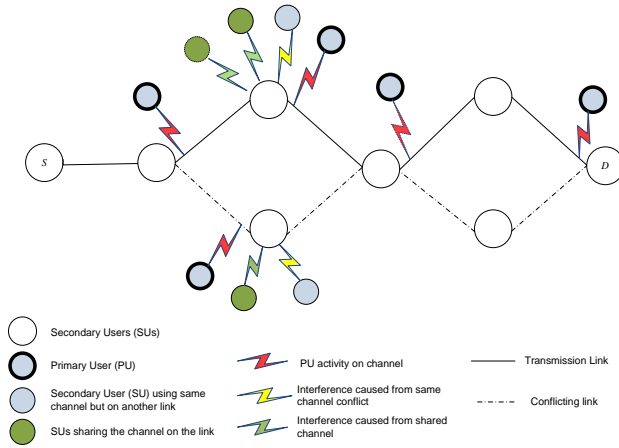 S
D
Secondary Users (SUs)
Primary User (PU)
Secondary User (SU) using same
channel but on another link
SUs sharing the channel on the link
PU activity on channel
Interference caused from same
channel conflict
Interference caused from shared
channel
Transmission Link
Conflicting link